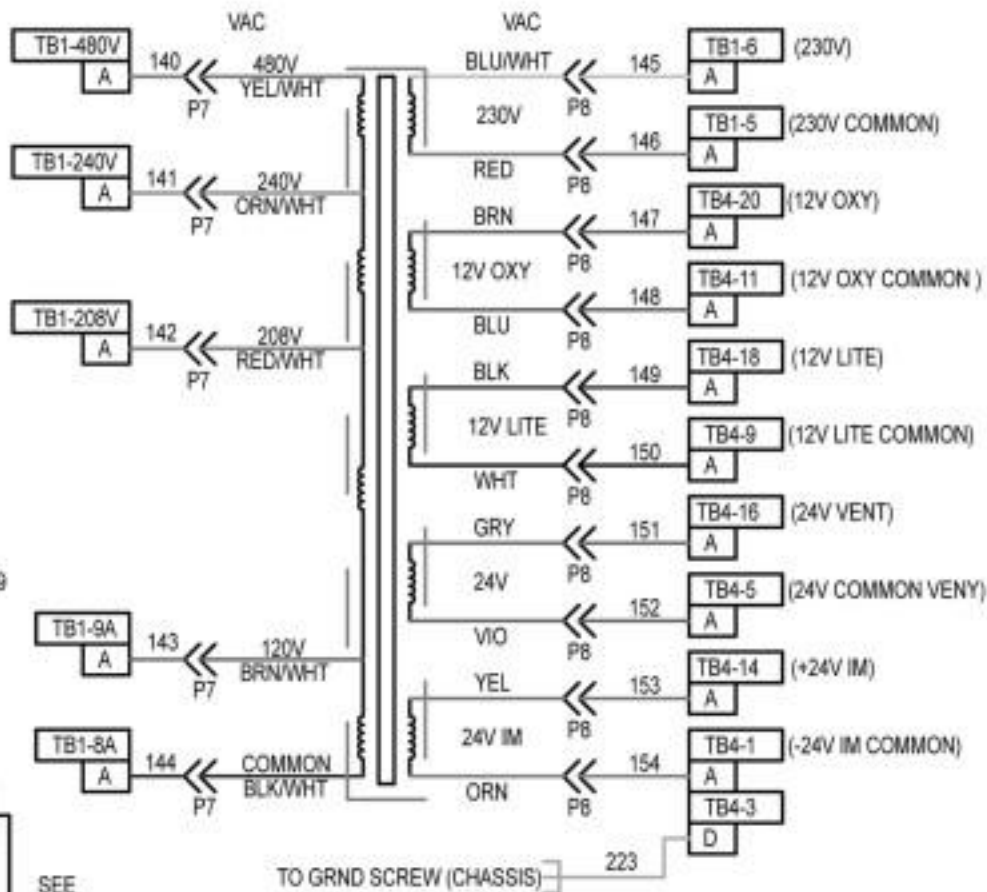 VAC
VAC
TB1-480V
A
140
P7
480V
YEL/WHT
BLU/WHT
P8
145
TB1-6
A
(230V)
230V
TB1-5
A
(230V COMMON)
146
RED
P8
TB1-240V
A
141
P7
240V
ORN/WHT
BRN
P8
147
TB4-20
A
(12V OXY)
12V OXY
TB4-11
A
(12V OXY COMMON )
148
BLU
P8
TB1-208V
A
142
P7
208V
RED/WHT
BLK
P8
149
TB4-18
A
(12V LITE)
12V LITE
TB4-9
A
(12V LITE COMMON)
150
WHT
P8
GRY
P8
151
TB4-16
A
(24V VENT)
24V
TB4-5
A
(24V COMMON VENY)
152
VIO
P8
9
TB1-9A
A
143
P7
120V
BRN/WHT
YEL
P8
153
TB4-14
A
(+24V IM)
24V IM
TB4-1
A
(-24V IM COMMON)
154
ORN
P8
TB1-8A
A
144
P7
COMMON
BLK/WHT
TB4-3
D
223
TO GRND SCREW (CHASSIS)
SEE